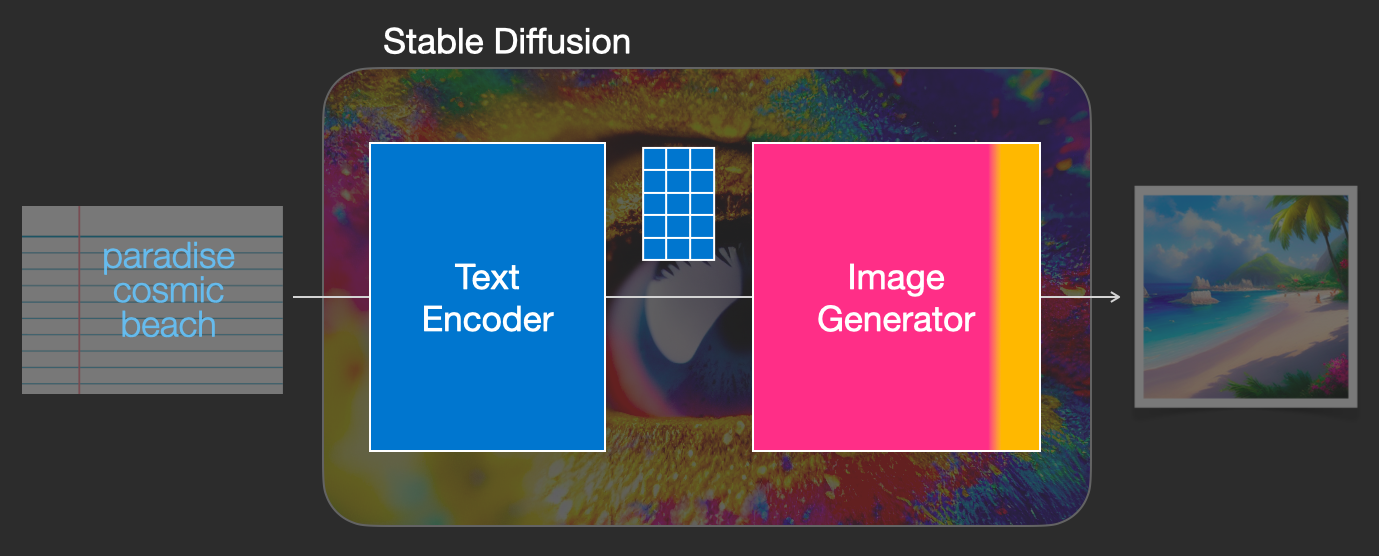 Stable Diffusion
paradise
cosmic
beach
Text
Encoder
Image
Generator